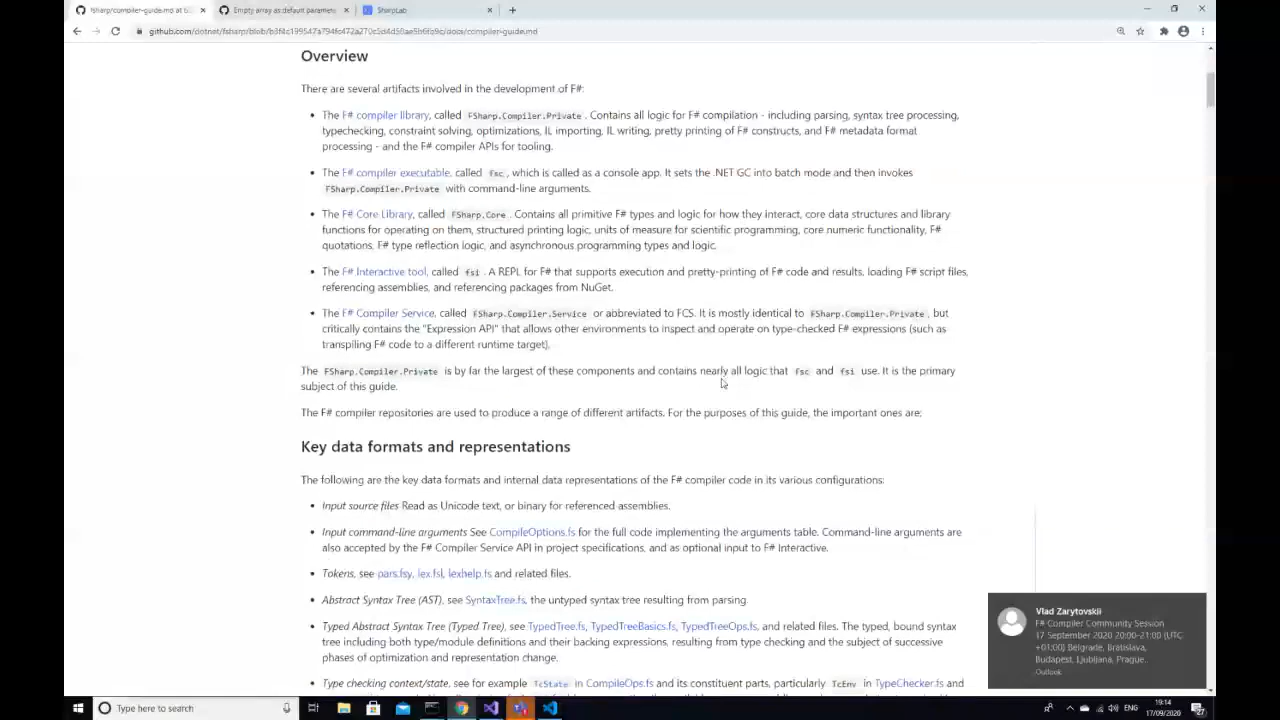 fsharp/compiler-guide.md at b3
Empty array as default parameter
SharpLab
github.com/dotnet/fsharp/blob/
/docs/compiler-guide.md
Overview
There are several artifacts involved in the development of F#:
• The F# compiler library, called FSharp.Compiler.Private. Contains all logic for F# compilation - including parsing, syntax tree processing,
typechecking, constraint solving, optimizations, IL importing, IL writing, pretty printing of F# constructs, and F# metadata format
processing - and the F# compiler APIs for tooling.
• The F# compiler executable, called fsc, which is called as a console app. It sets the .NET GC into batch mode and then invokes
FSharp.Compiler.Private with command-line arguments.
• The F# Core Library, called FSharp.Core. Contains all primitive F# types and logic for how they interact, core data structures and library
functions for operating on them, structured printing logic, units of measure for scientific programming, core numeric functionality, F#
quotations, F# type reflection logic, and asynchronous programming types and logic.
• The F# Interactive tool, called fsi. A REPL for F# that supports execution and pretty-printing of F# code and results, loading F# script files,
referencing assemblies, and referencing packages from NuGet.
• The F# Compiler Service, called FSharp.Compiler.Service or abbreviated to FCS. It is mostly identical to FSharp.Compiler.Private, but
critically contains the "Expression API" that allows other environments to inspect and operate on type-checked F# expressions (such as
transpiling F# code to a different runtime target).
The FSharp.Compiler.Private is by far the largest of these components and contains nearly all logic that fsc and fsi use. It is the primary
subject of this guide.
The F# compiler repositories are used to produce a range of different artifacts. For the purposes of this guide, the important ones are:
Key data formats and representations
The following are the key data formats and internal data representations of the F# compiler code in its various configurations:
• Input source files Read as Unicode text, or binary for referenced assemblies.
• Input command-line arguments See CompileOptions.fs for the full code implementing the arguments table. Command-line arguments are
also accepted by the F# Compiler Service API in project specifications, and as optional input to F# Interactive.
• Tokens, see pars.fsy, lex.fsl, lexhelp.fs and related files.
• Abstract Syntax Tree (AST), see SyntaxTree.fs, the untyped syntax tree resulting from parsing.
• Typed Abstract Syntax Tree (Typed Tree), see TypedTree.fs, TypedTreeBasics.fs, TypedTreeOps.fs, and related files. The typed, bound syntax
tree including both type/module definitions and their backing expressions, resulting from type checking and the subject of successive
phases of optimization and representation change.
• Type checking context/state, see for example TcState in CompileOps.fs and its constituent parts, particularly TcEnv in TypeChecker.fs and
Vlad Zarytovskii
F# Compiler Community Session
17 September 2020 20:00-21:00 (UTC
+01:00) Belgrade, Bratislava,
Budapest, Ljubljana, Prague..
Outlook
Type here to search
ENG
19:14
17/09/2020
27